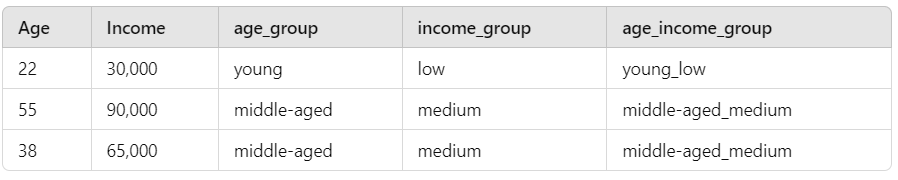 Age Income age_group income_group age_income_group
22 30,000 young low young_low
55 90,000 middle-aged medium middle-aged_medium
38 65,000 middle-aged medium middle-aged_medium